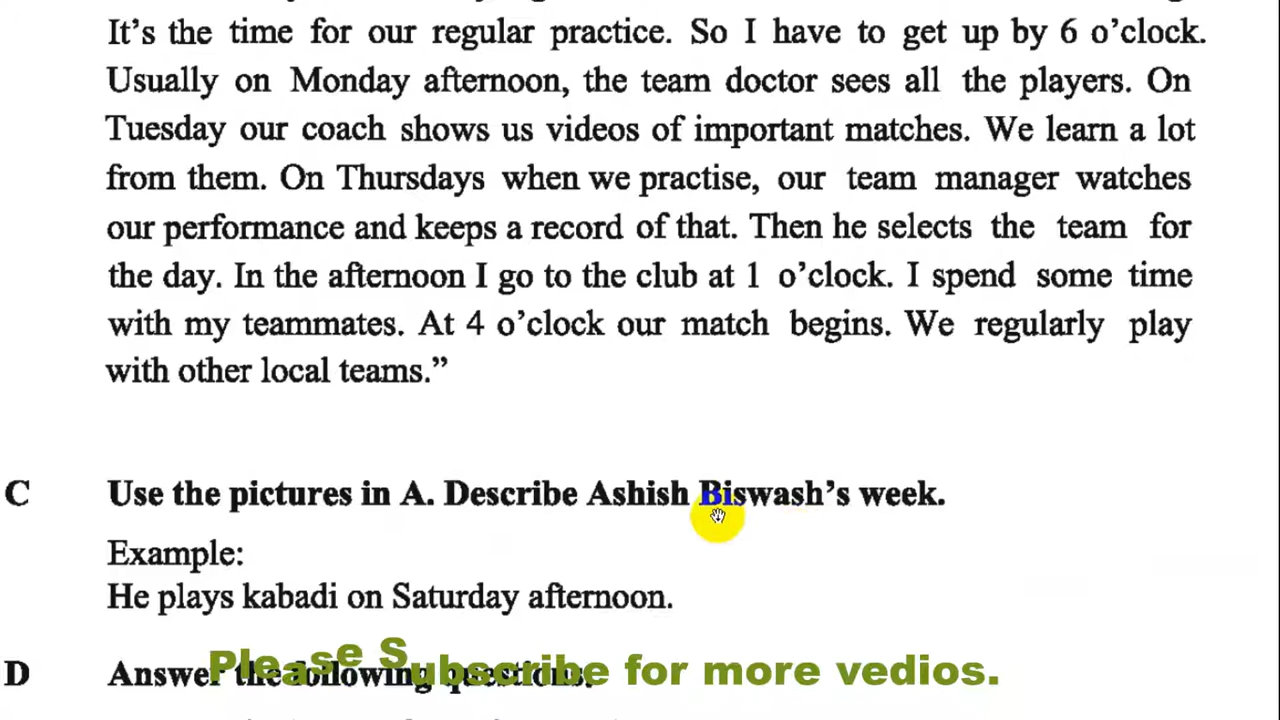 It's the time for our regular practice. So I have to get up by 6 o'clock.
Usually on Monday afternoon, the team doctor sees all the players. On
Tuesday our coach shows us videos of important matches. We learn a lot
from them. On Thursdays when we practise, our team manager watches
our performance and keeps a record of that. Then he selects the team for
the day. In the afternoon I go to the club at 1 o'clock. I spend some time
with my teammates. At 4 o'clock our match begins. We regularly play
with other local teams.”
C Use the pictures in A. Describe Ashish Biswash's week.
Example:
He plays kabadi on Saturday afternoon.
D Answer the following questions.
Please Subscribe for more vedios.